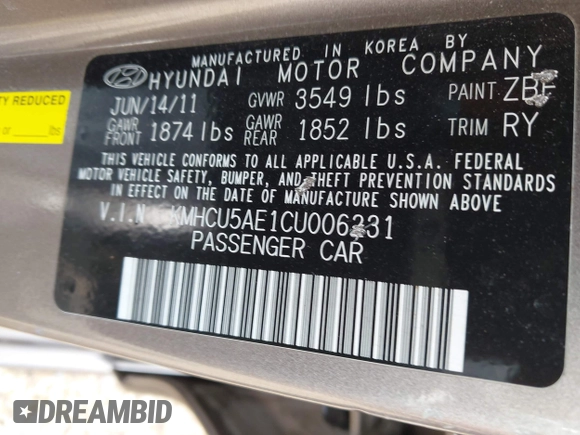 MANUFACTURED IN KOREA BY
HYUNDAI MOTOR COMPANY
JUN/14/11 GVWR 3549 lbs PAINT
GAWR FRONT 1874 lbs GAWR REAR 1852 lbs TRIM RY
THIS VEHICLE CONFORMS TO ALL APPLICABLE U.S.A. FEDERAL
MOTOR VEHICLE SAFETY, BUMPER, AND THEFT PREVENTION STANDARDS
IN EFFECT ON THE DATE OF MANUFACTURE SHOWN ABOVE.
V.I.N
PASSENGER CAR
REDUCED
or lbs
DREAMBID